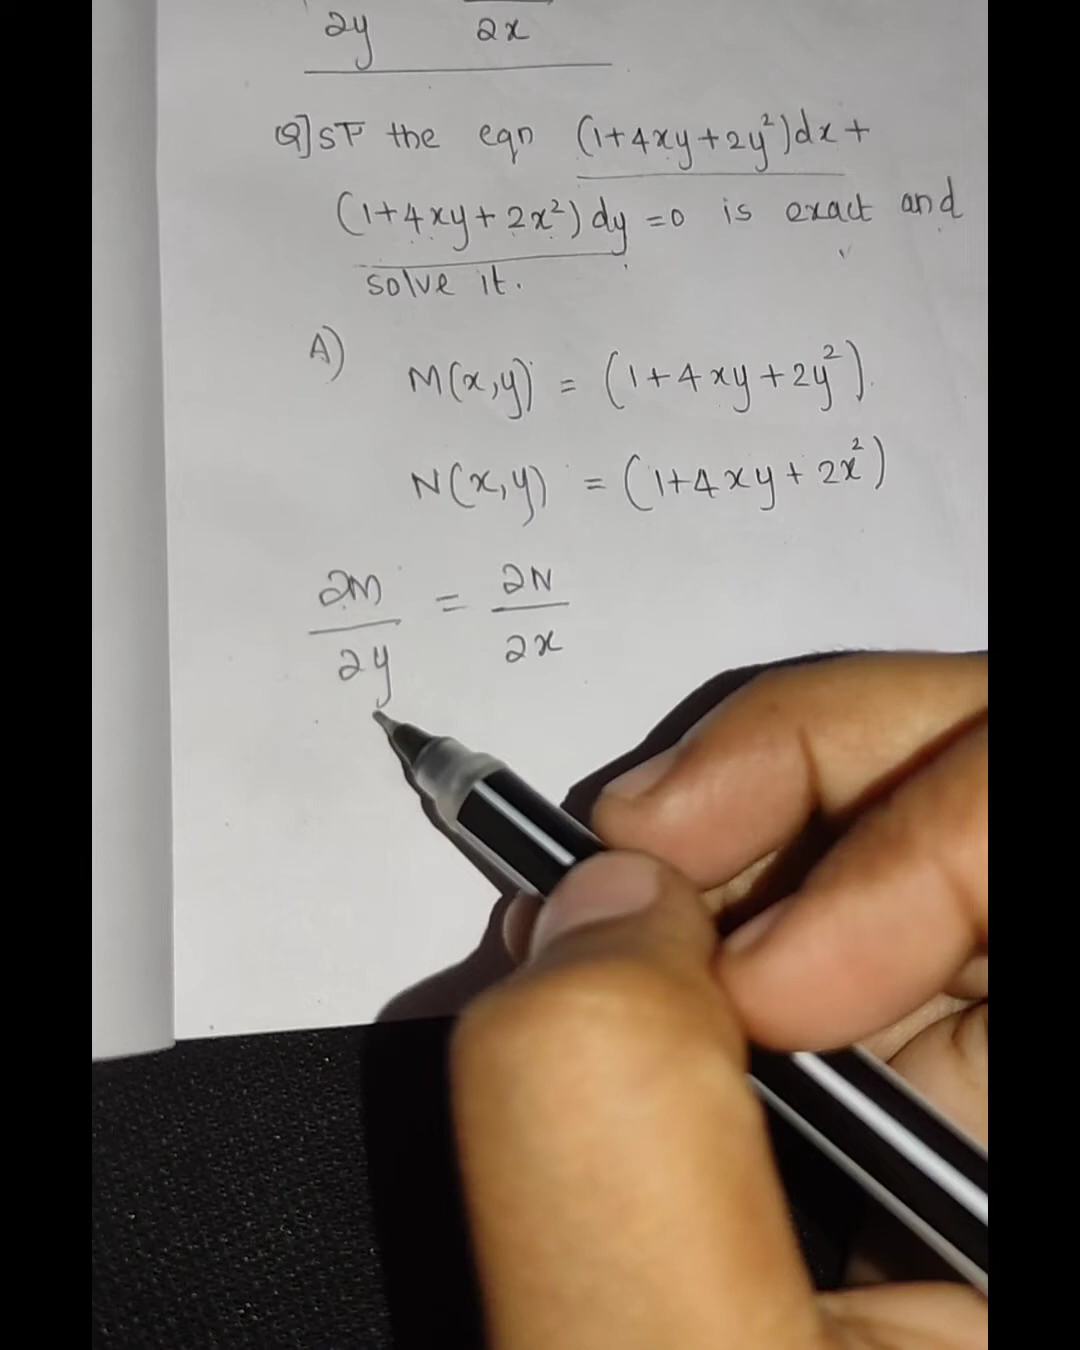 ∂y ∂x
Q] ST the eqn (1+4xy+2y²)dx+
(1+4xy+2x²)dy=0 is exact and
solve it.
A)
M(x,y) = (1+4xy+2y²).
N(x,y) = (1+4xy+2x²)
∂M/∂y = ∂N/∂x